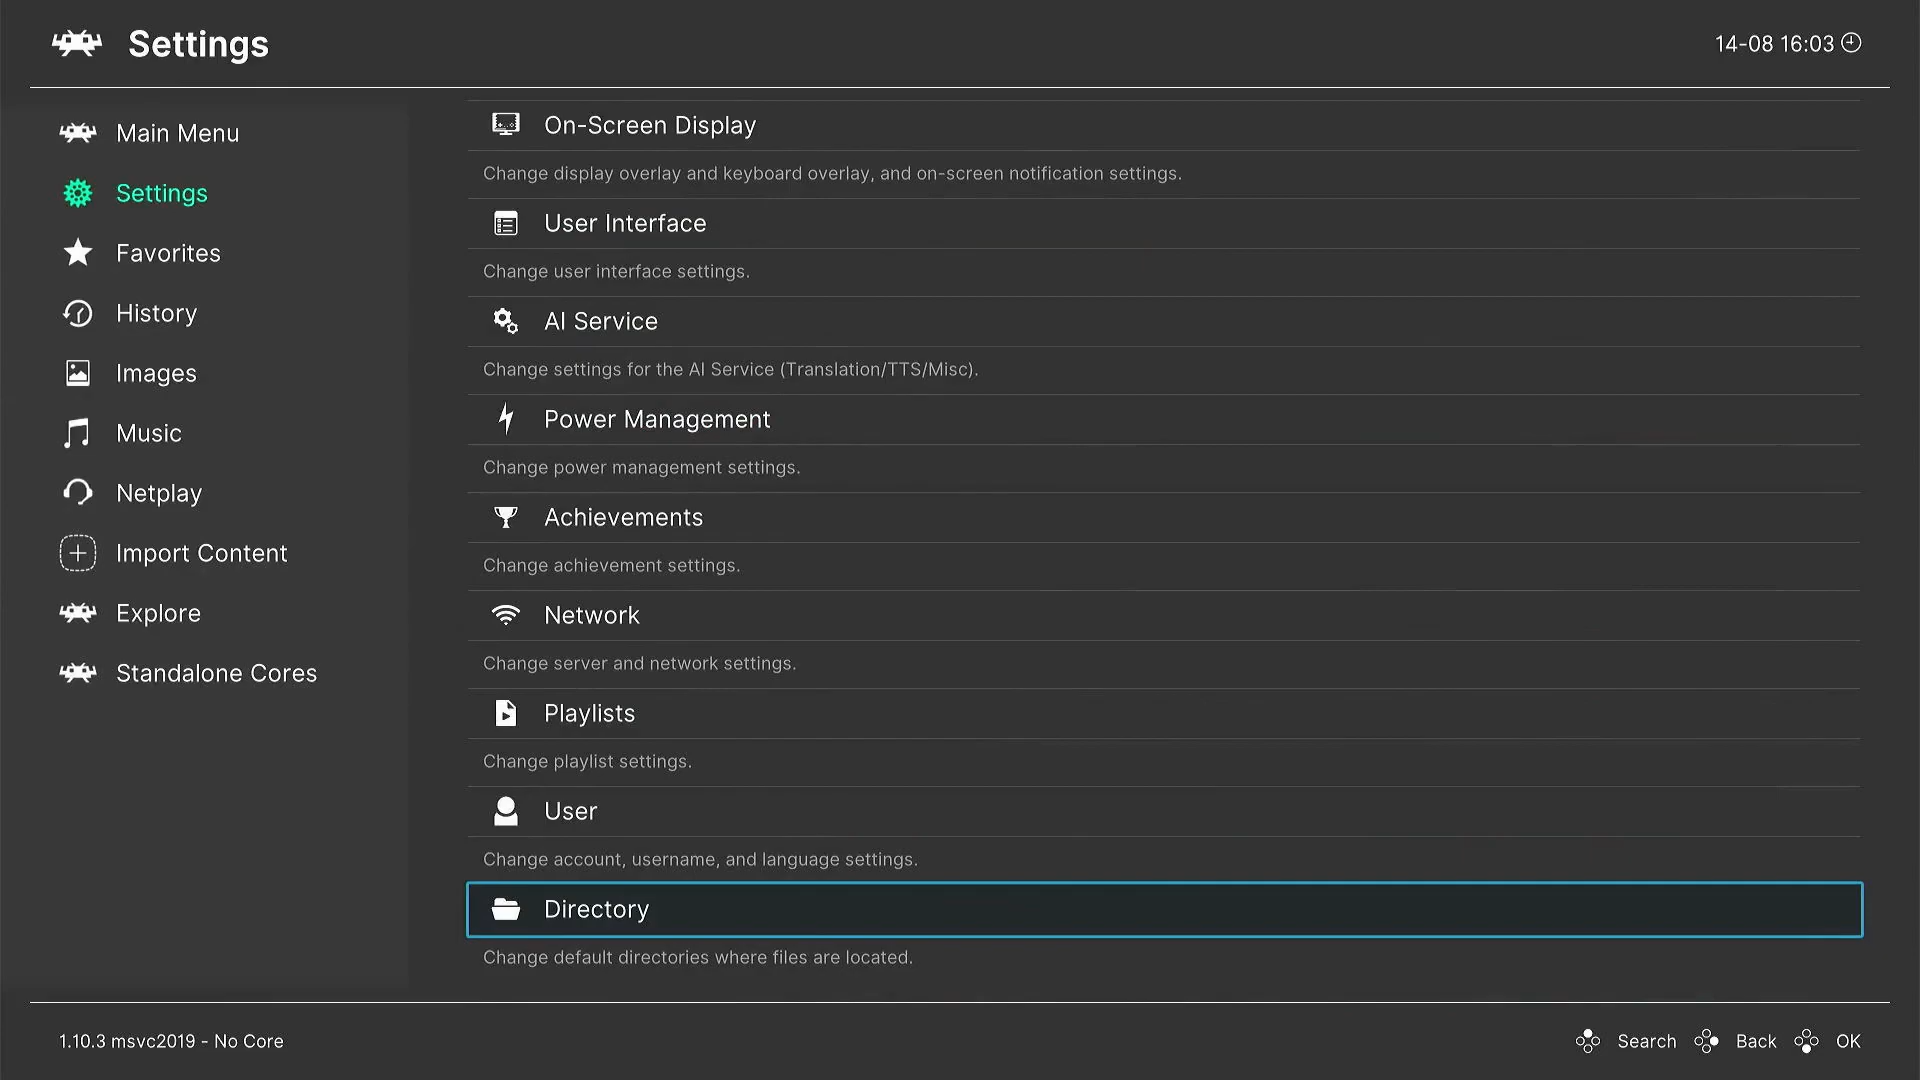 Settings
14-08 16:03
Main Menu
Settings
Favorites
History
Images
Music
Netplay
Import Content
Explore
Standalone Cores
On-Screen Display
Change display overlay and keyboard overlay, and on-screen notification settings.
User Interface
Change user interface settings.
AI Service
Change settings for the AI Service (Translation/TTS/Misc).
Power Management
Change power management settings.
Achievements
Change achievement settings.
Network
Change server and network settings.
Playlists
Change playlist settings.
User
Change account, username, and language settings.
Directory
Change default directories where files are located.
1.10.3 msvc2019 - No Core
Search Back OK